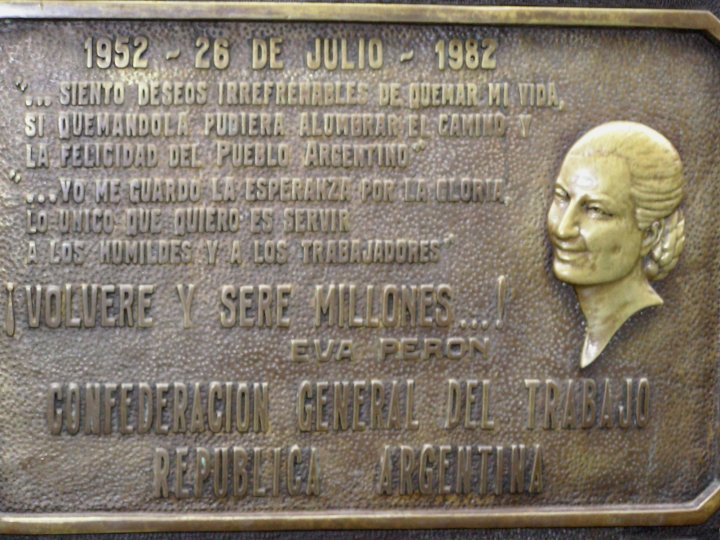 1952 - 26 DE JULIO - 1982
"... SIENTO DESEOS IRREFRENABLES DE QUEMAR MI VIDA,
SI QUEMANDOLA PUDIERA ALUMBRAR EL CAMINO Y
LA FELICIDAD DEL PUEBLO ARGENTINO"
"...YO ME GUARDO LA ESPERANZA POR LA GLORIA,
LO UNICO QUE QUIERO ES SERVIR
A LOS HUMILDES Y A LOS TRABAJADORES"
¡VOLVERE Y SERE MILLONES...!
EVA PERON
CONFEDERACION GENERAL DEL TRABAJO
REPUBLICA ARGENTINA